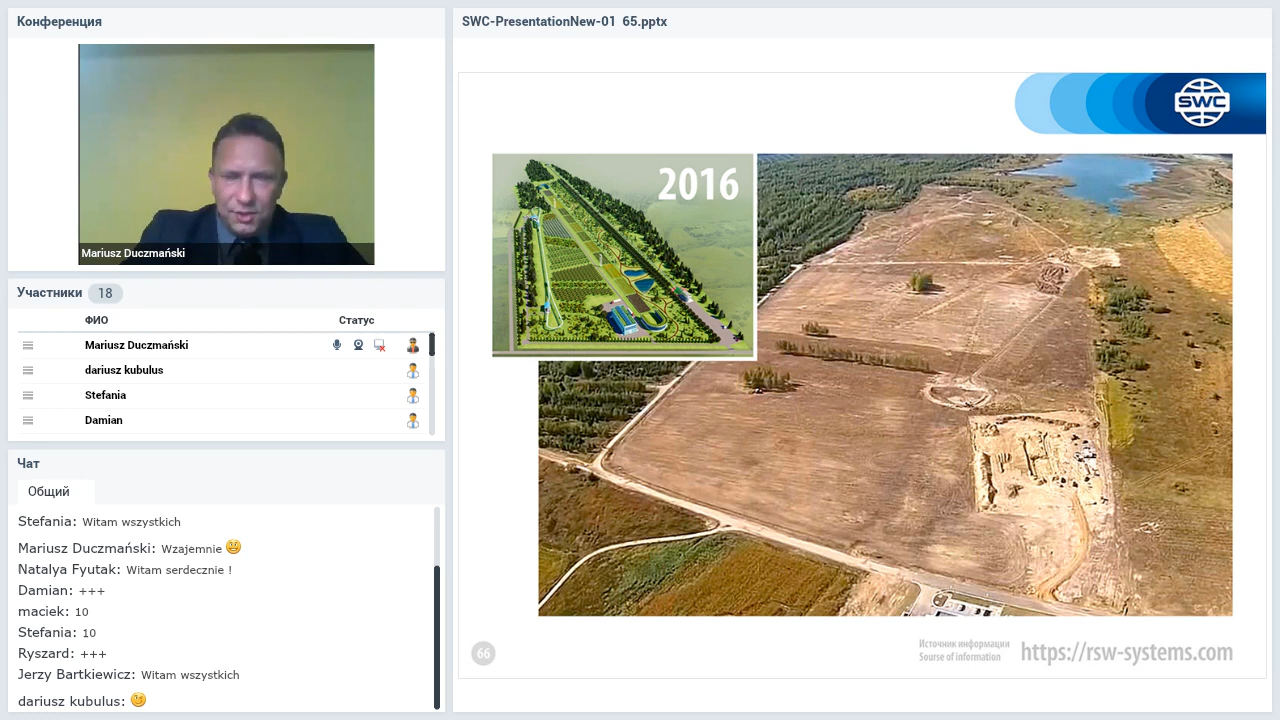 Конференция
Mariusz Duczmański
Участники 18
ФИО Статус
Mariusz Duczmański
dariusz kubulus
Stefania
Damian
Чат
Общий
Stefania: Witam wszystkich
Mariusz Duczmański: Wzajemnie
Natalya Fyutak: Witam serdecznie !
Damian: +++
maciek: 10
Stefania: 10
Ryszard: +++
Jerzy Bartkiewicz: Witam wszystkich
dariusz kubulus:
SWC-PresentationNew-01 65.pptx
SWC
2016
66
Источник информации
Sourse of information
https://rsw-systems.com